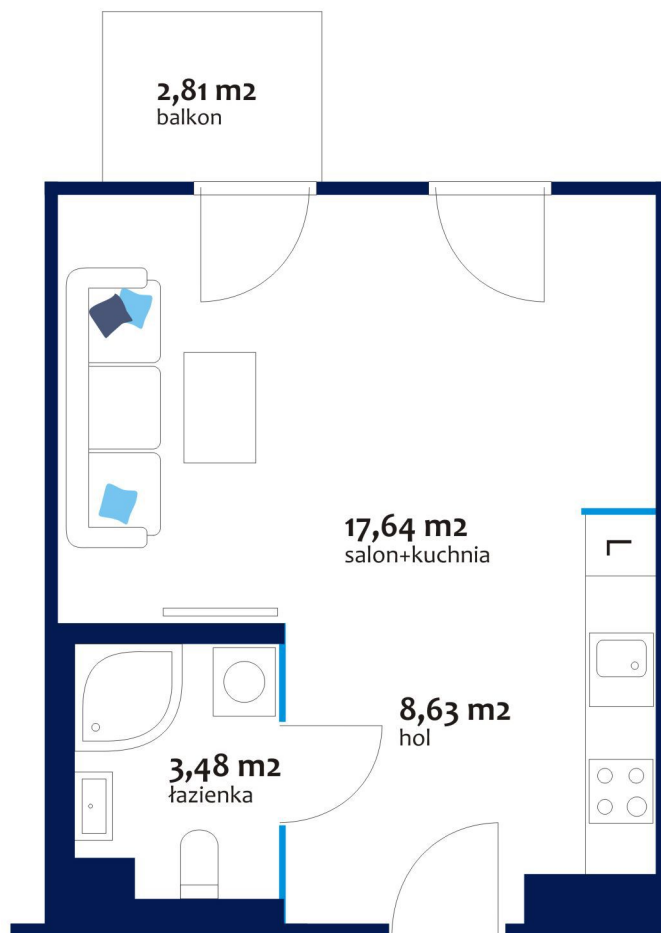 2,81 m2
balkon
17,64 m2
salon+kuchnia
L
8,63 m2
hol
3,48 m2
łazienka